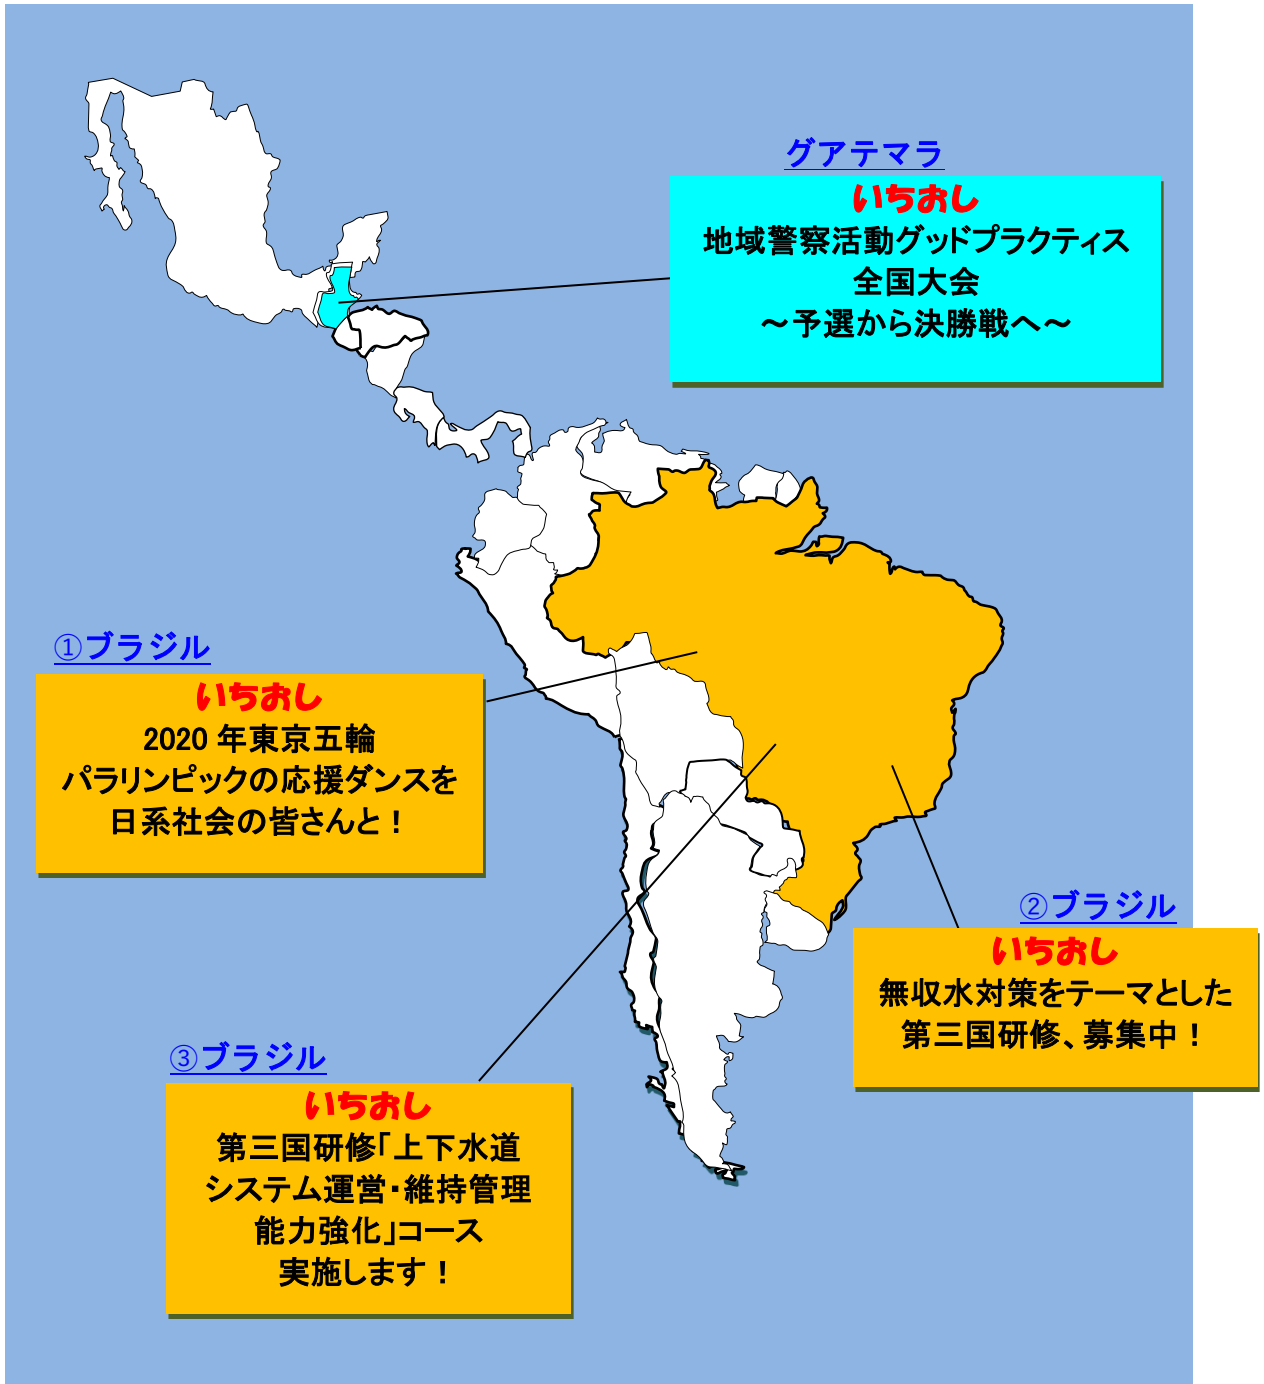 グアテマラ
いちおし
地域警察活動グッドプラクティス
全国大会
～予選から決勝戦へ～
①ブラジル
いちおし
2020 年東京五輪
パラリンピックの応援ダンスを
日系社会の皆さんと！
②ブラジル
いちおし
無収水対策をテーマとした
第三国研修、募集中！
③ブラジル
いちおし
第三国研修「上下水道
システム運営・維持管理
能力強化」コース
実施します！